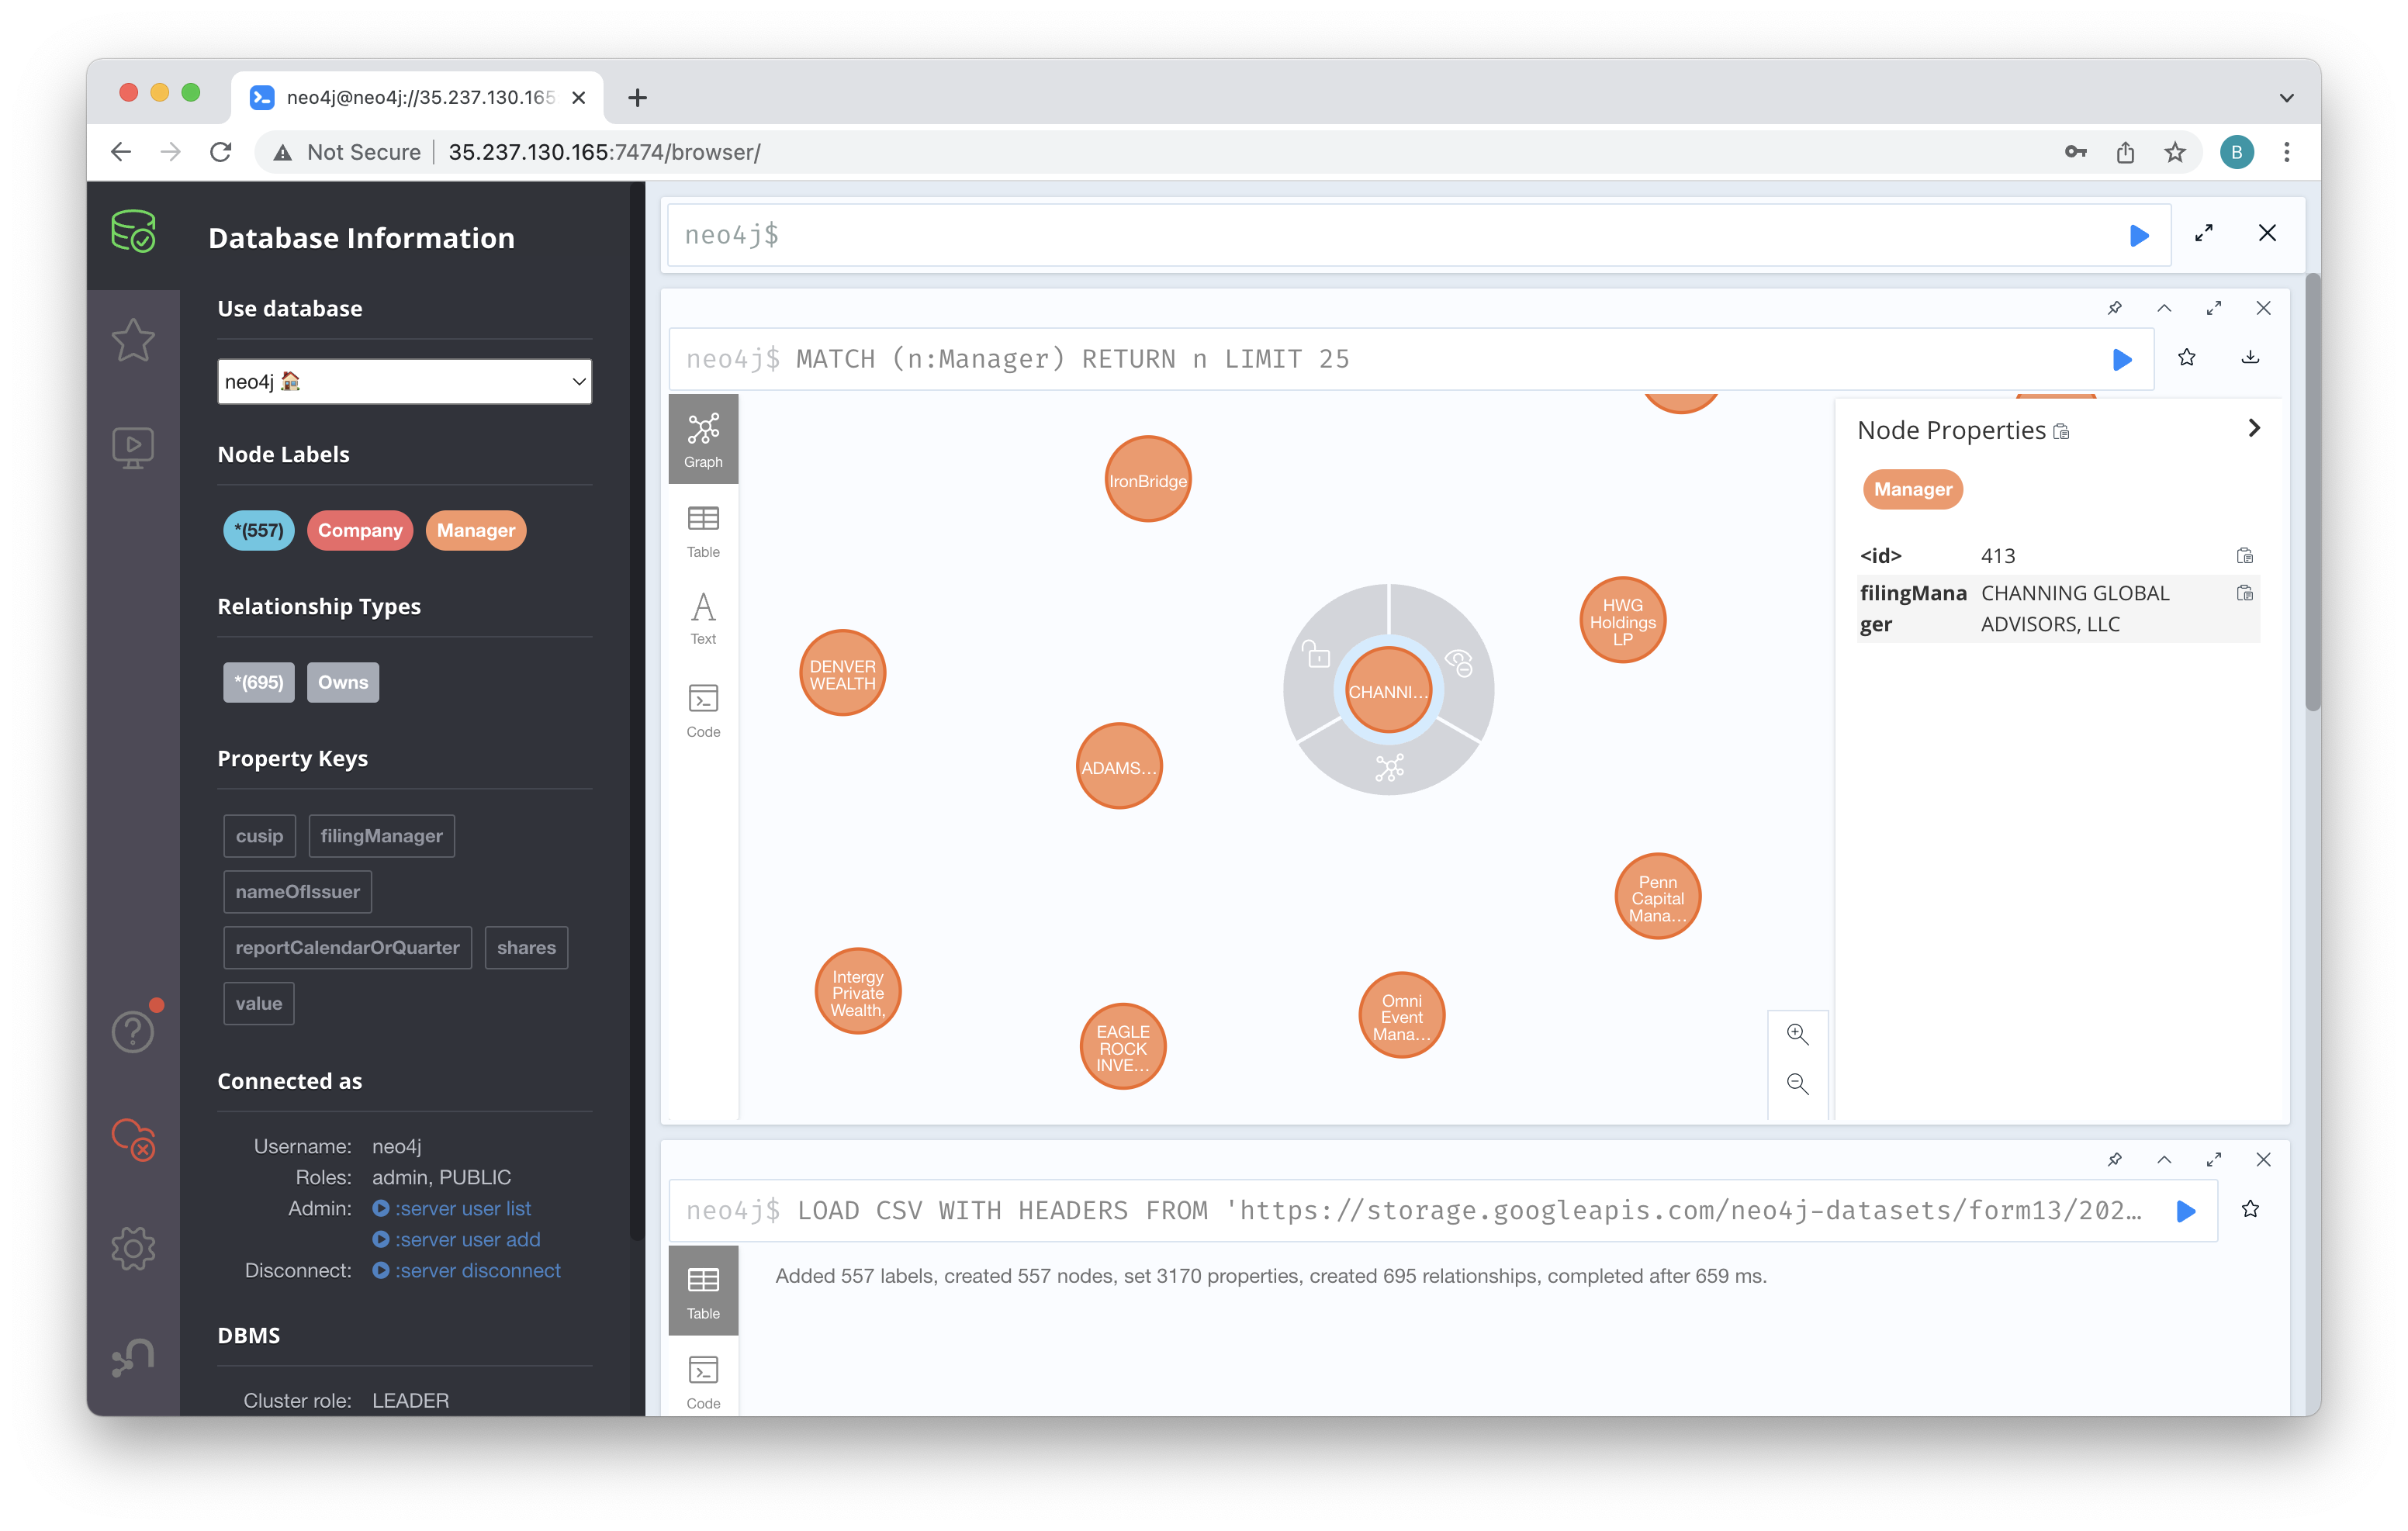 neo4j@neo4j://35.237.130.165
Not Secure | 35.237.130.165:7474/browser/
B
Database Information
Use database
neo4j 🏠
Node Labels
*(557) Company Manager
Relationship Types
*(695) Owns
Property Keys
cusip filingManager
nameOfIssuer
reportCalendarOrQuarter shares
value
Connected as
Username: neo4j
Roles: admin, PUBLIC
Admin: :server user list
:server user add
Disconnect: :server disconnect
DBMS
Cluster role: LEADER
neo4j$
neo4j$ MATCH (n:Manager) RETURN n LIMIT 25
Graph
Table
Text
Code
IronBridge
HWG
Holdings
LP
DENVER
WEALTH
CHANNI...
ADAMS...
Penn
Capital
Mana...
Intergy
Private
Wealth,
EAGLE
ROCK
INVE...
Omni
Event
Mana...
Node Properties
Manager
<id> 413
filingMana CHANNING GLOBAL
ger ADVISORS, LLC
neo4j$ LOAD CSV WITH HEADERS FROM 'https://storage.googleapis.com/neo4j-datasets/form13/202...
Table
Code
Added 557 labels, created 557 nodes, set 3170 properties, created 695 relationships, completed after 659 ms.